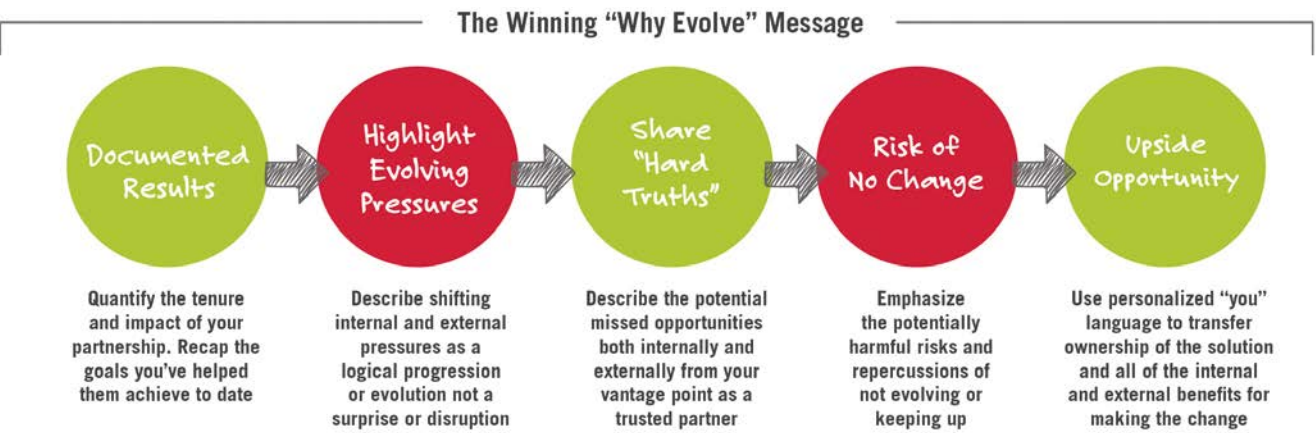 The Winning “Why Evolve” Message
Documented
Results
Highlight
Evolving
Pressures
Share
“Hard
Truths”
Risk of
No Change
Upside
Opportunity
Quantify the tenure
and impact of your
partnership. Recap the
goals you’ve helped
them achieve to date
Describe shifting
internal and external
pressures as a
logical progression
or evolution not a
surprise or disruption
Describe the potential
missed opportunities
both internally and
externally from your
vantage point as a
trusted partner
Emphasize
the potentially
harmful risks and
repercussions of
not evolving or
keeping up
Use personalized “you”
language to transfer
ownership of the solution
and all of the internal
and external benefits for
making the change